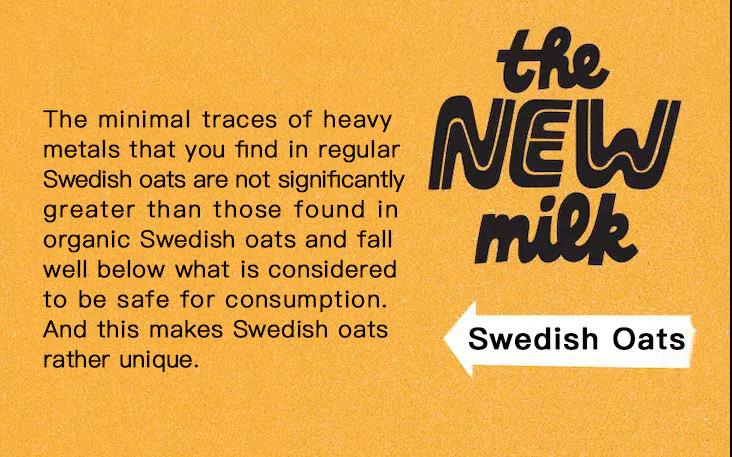 The minimal traces of heavy
metals that you find in regular
Swedish oats are not significantly
greater than those found in
organic Swedish oats and fall
well below what is considered
to be safe for consumption.
And this makes Swedish oats
rather unique.
the
NEW
milk
Swedish Oats